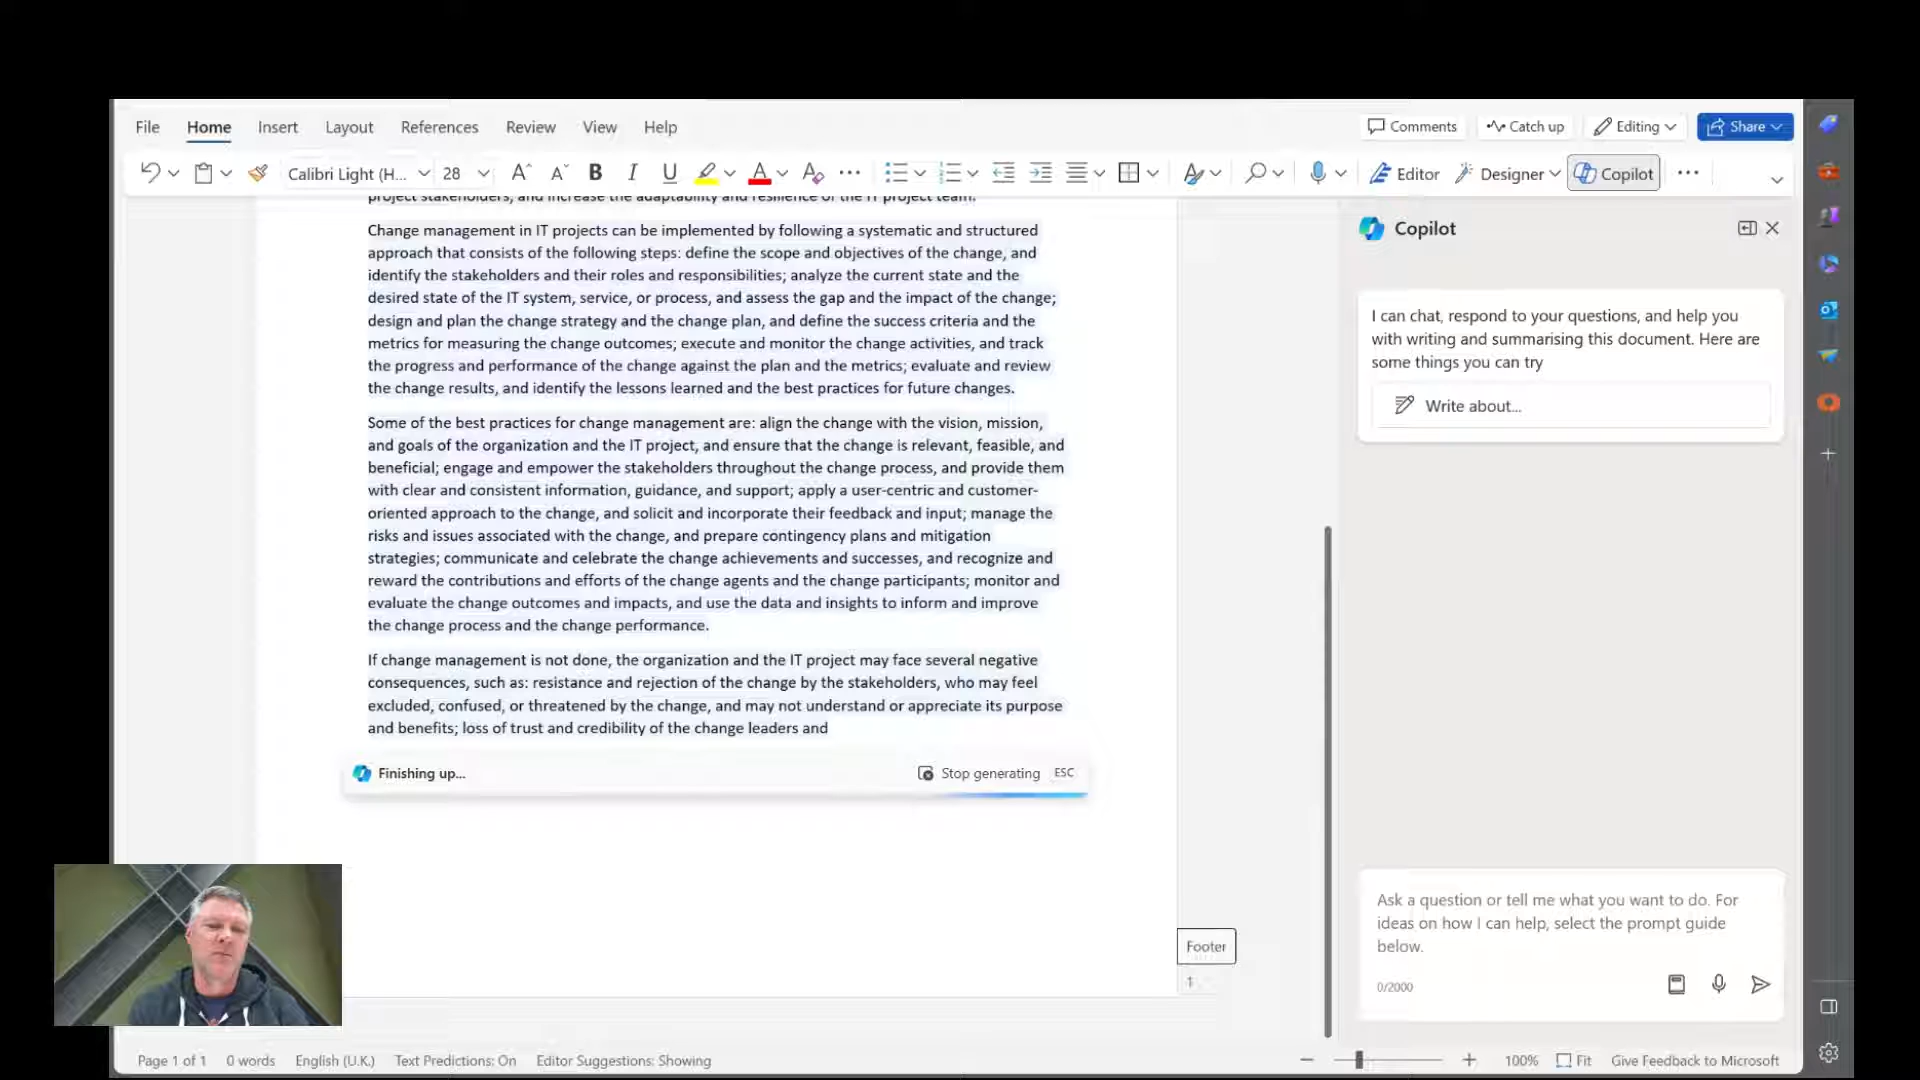 File Home Insert Layout References Review View Help
Comments Catch up Editing Share
Calibri Light (H... 28 B I U A Editor Designer Copilot
project stakeholders, and increase the adaptability and resilience of the IT project team.
Change management in IT projects can be implemented by following a systematic and structured
approach that consists of the following steps: define the scope and objectives of the change, and
identify the stakeholders and their roles and responsibilities; analyze the current state and the
desired state of the IT system, service, or process, and assess the gap and the impact of the change;
design and plan the change strategy and the change plan, and define the success criteria and the
metrics for measuring the change outcomes; execute and monitor the change activities, and track
the progress and performance of the change against the plan and the metrics; evaluate and review
the change results, and identify the lessons learned and the best practices for future changes.
Some of the best practices for change management are: align the change with the vision, mission,
and goals of the organization and the IT project, and ensure that the change is relevant, feasible, and
beneficial; engage and empower the stakeholders throughout the change process, and provide them
with clear and consistent information, guidance, and support; apply a user-centric and customer-
oriented approach to the change, and solicit and incorporate their feedback and input; manage the
risks and issues associated with the change, and prepare contingency plans and mitigation
strategies; communicate and celebrate the change achievements and successes, and recognize and
reward the contributions and efforts of the change agents and the change participants; monitor and
evaluate the change outcomes and impacts, and use the data and insights to inform and improve
the change process and the change performance.
If change management is not done, the organization and the IT project may face several negative
consequences, such as: resistance and rejection of the change by the stakeholders, who may feel
excluded, confused, or threatened by the change, and may not understand or appreciate its purpose
and benefits; loss of trust and credibility of the change leaders and
Finishing up... Stop generating ESC
Footer
1
Copilot
I can chat, respond to your questions, and help you
with writing and summarising this document. Here are
some things you can try
Write about...
Ask a question or tell me what you want to do. For
ideas on how I can help, select the prompt guide
below.
0/2000
Page 1 of 1 0 words English (U.K.) Text Predictions: On Editor Suggestions: Showing
100% Fit Give Feedback to Microsoft